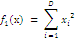 f₁(x) = ∑ᵢ₌₁ᴰ xᵢ²